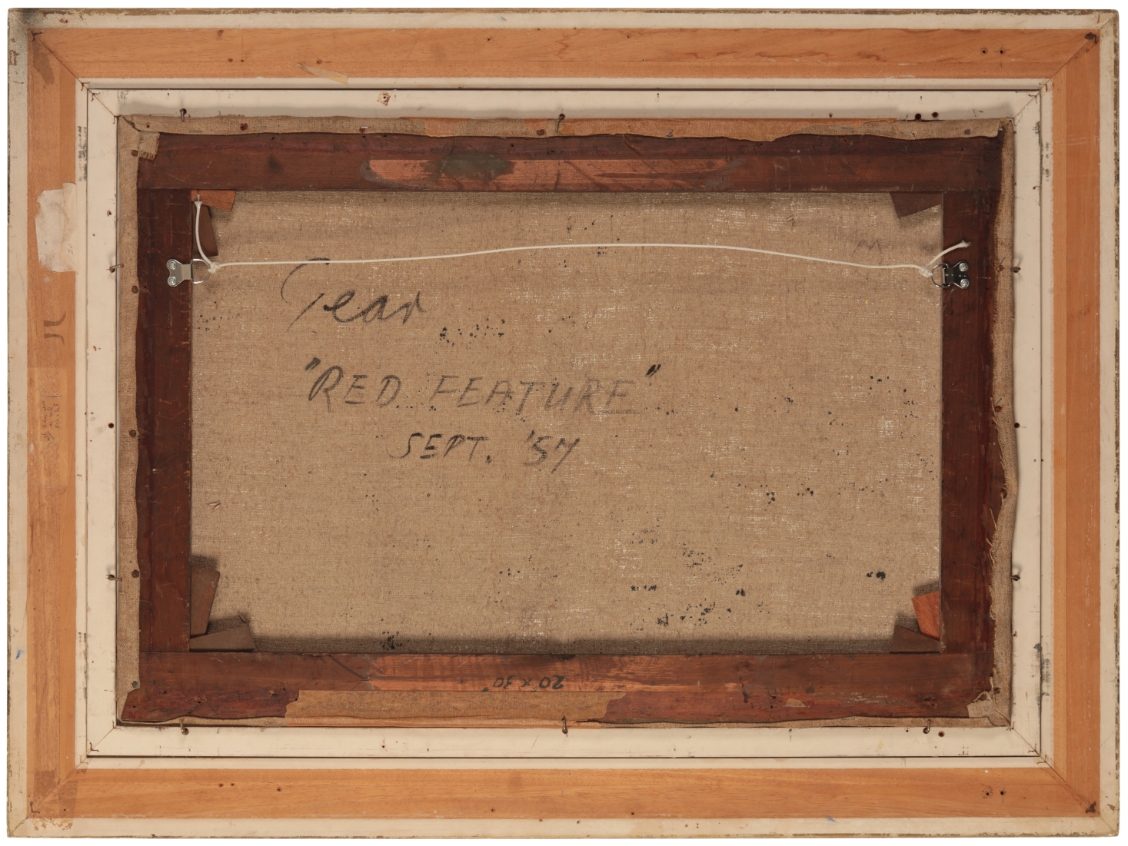 Gear
"RED FEATURE"
SEPT. '57
20 x 30"